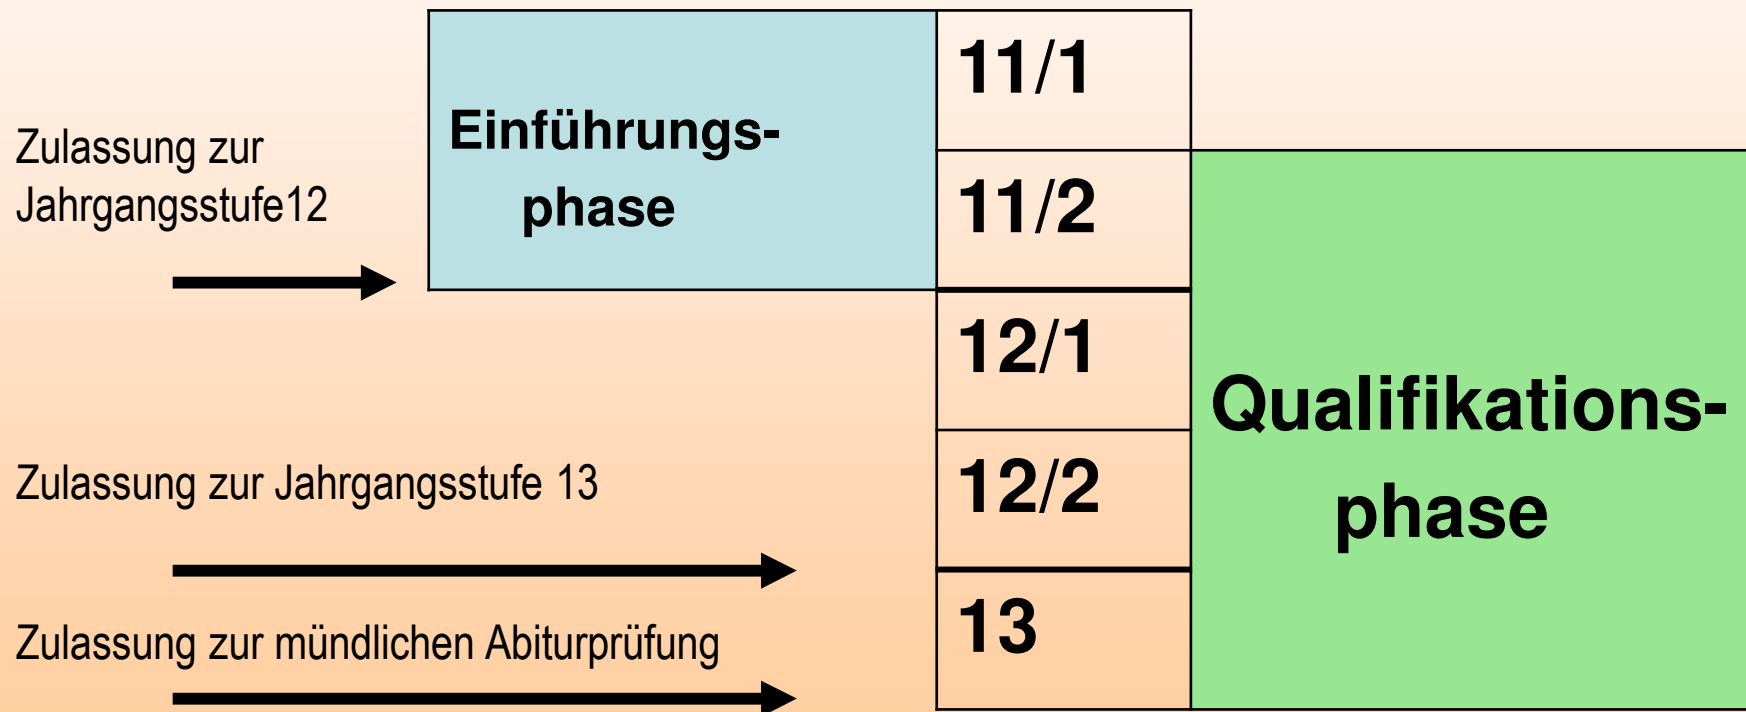 11/1
Einführungs-
phase
Zulassung zur
Jahrgangsstufe12
11/2
12/1
Qualifikations-
phase
Zulassung zur Jahrgangsstufe 13
12/2
Zulassung zur mündlichen Abiturprüfung
13